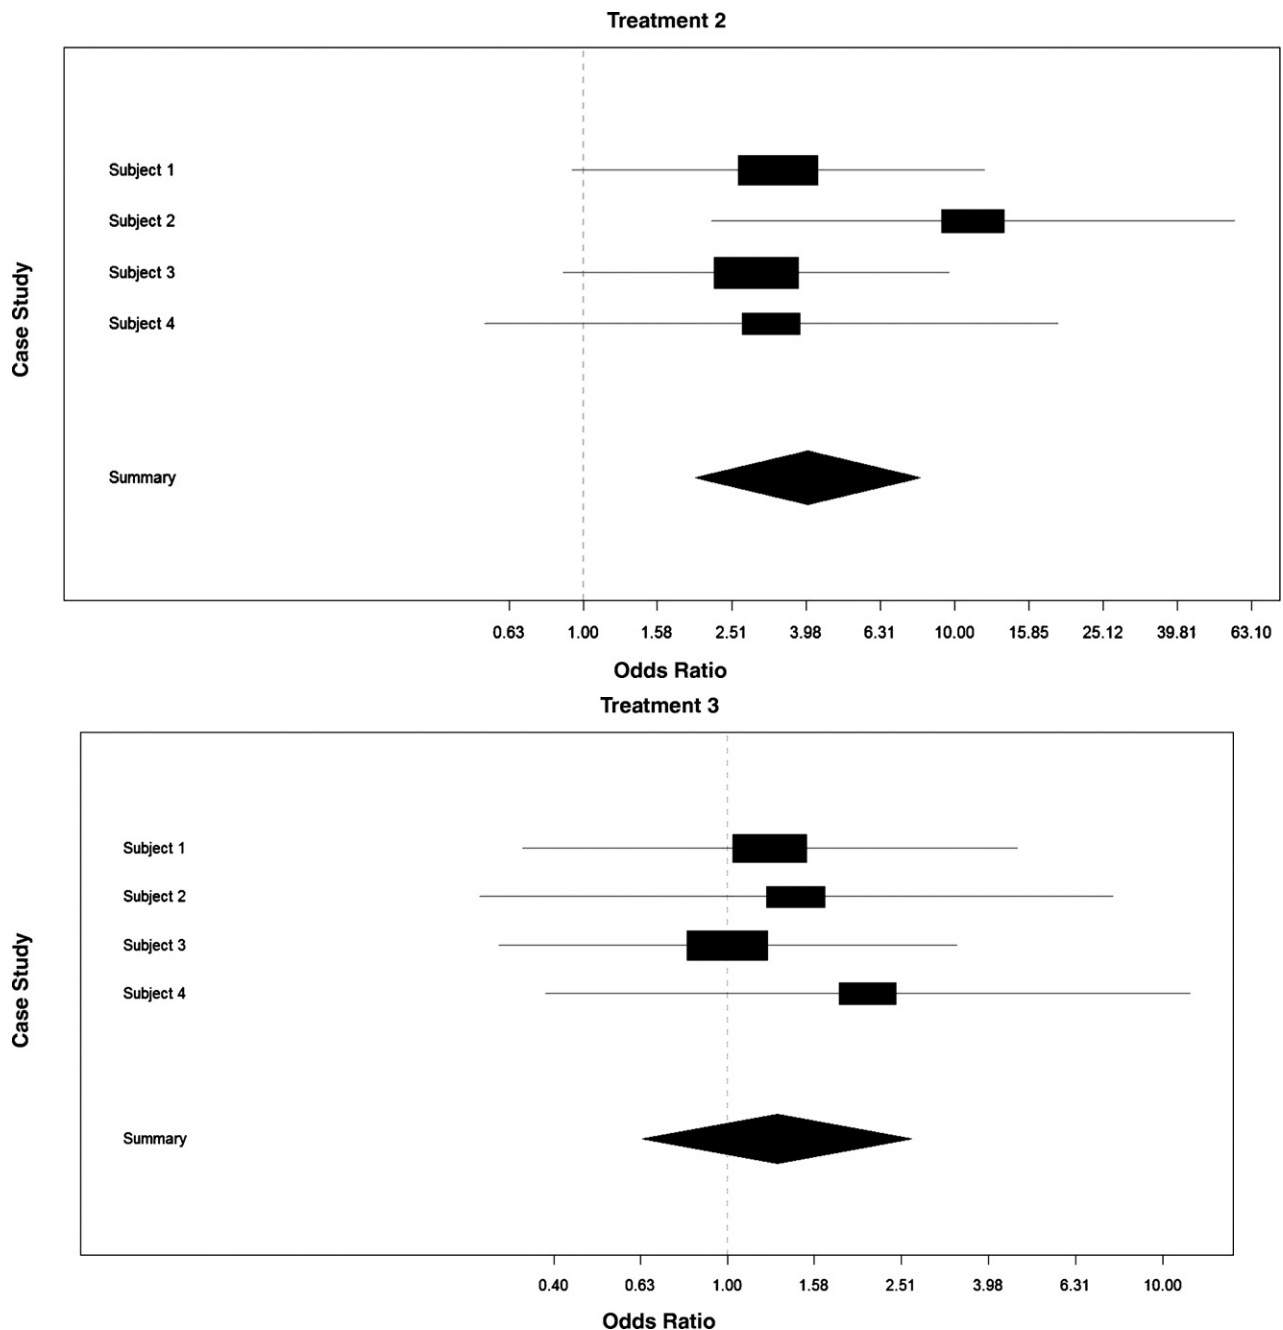 Treatment 2
Case Study
Subject 1
Subject 2
Subject 3
Subject 4
Summary
0.63 1.00 1.58 2.51 3.98 6.31 10.00 15.85 25.12 39.81 63.10
Odds Ratio
Treatment 3
Case Study
Subject 1
Subject 2
Subject 3
Subject 4
Summary
0.40 0.63 1.00 1.58 2.51 3.98 6.31 10.00
Odds Ratio